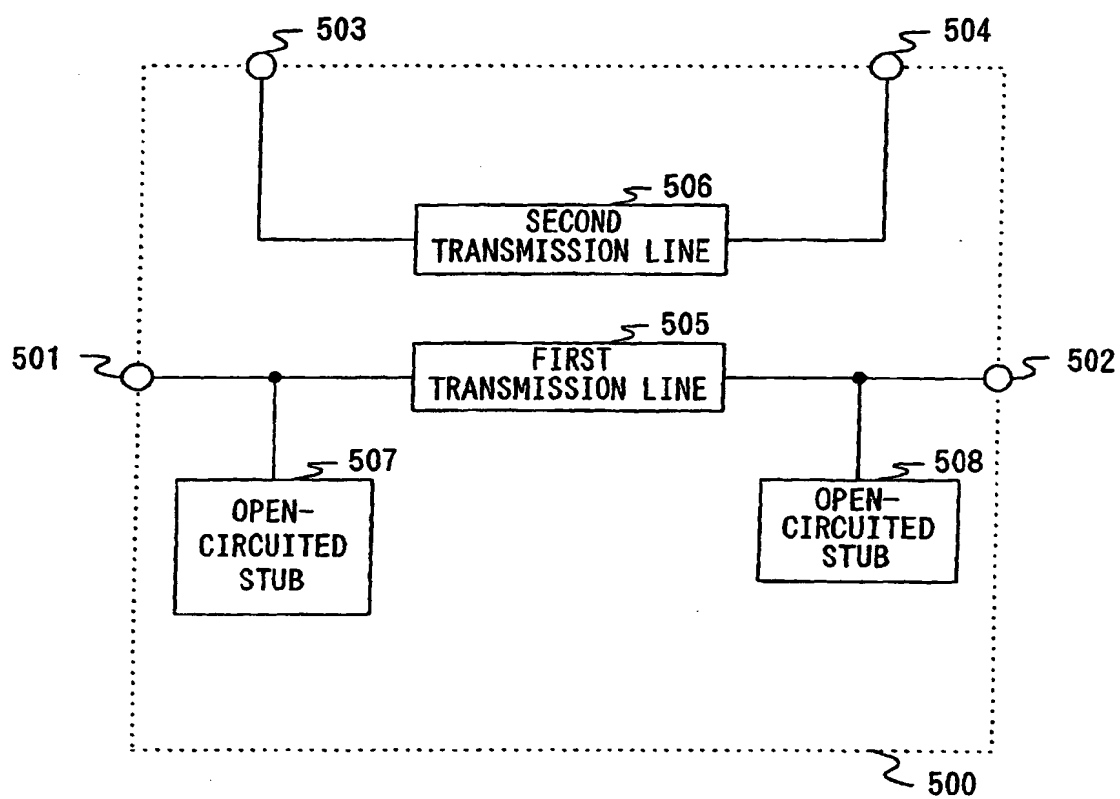 503
504
506
SECOND
TRANSMISSION LINE
505
501
FIRST
TRANSMISSION LINE
502
507
508
OPEN-
CIRCUITED
STUB
OPEN-
CIRCUITED
STUB
500